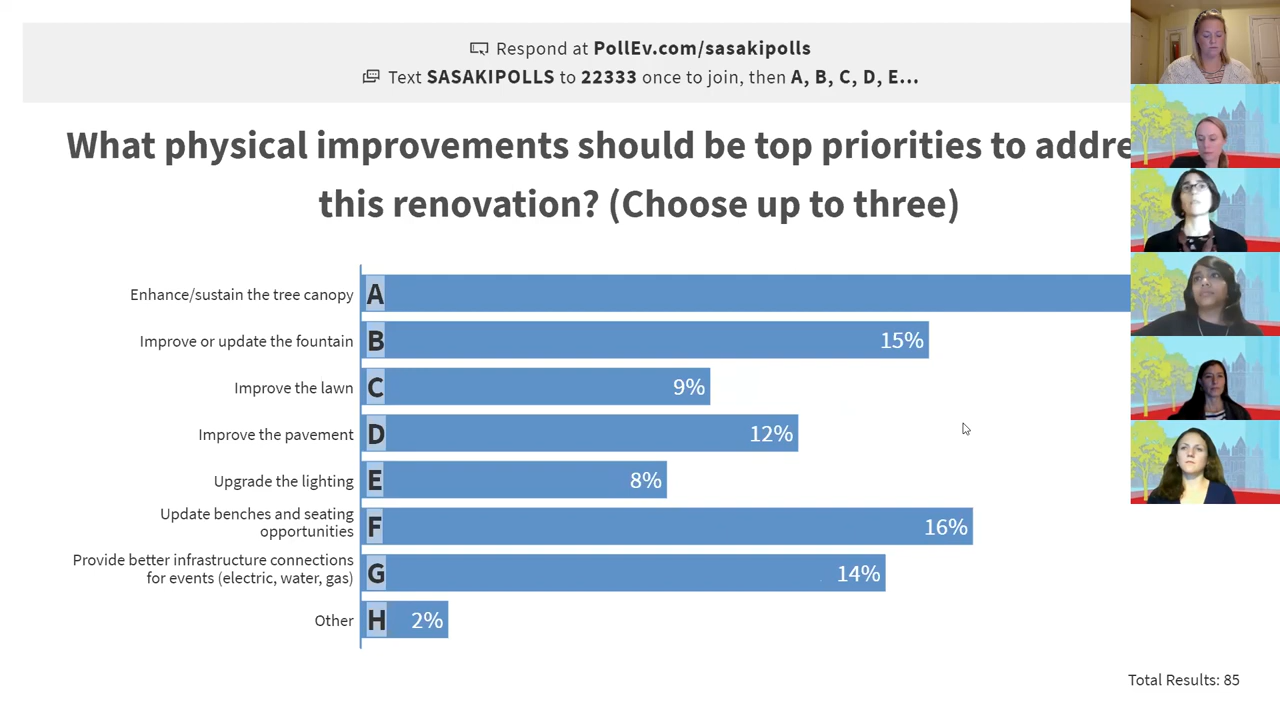 Respond at PollEv.com/sasakipolls
Text SASAKIPOLLS to 22333 once to join, then A, B, C, D, E...
What physical improvements should be top priorities to addre
this renovation? (Choose up to three)
Enhance/sustain the tree canopy A
Improve or update the fountain B 15%
Improve the lawn C 9%
Improve the pavement D 12%
Upgrade the lighting E 8%
Update benches and seating
opportunities F 16%
Provide better infrastructure connections
for events (electric, water, gas) G 14%
Other H 2%
Total Results: 85